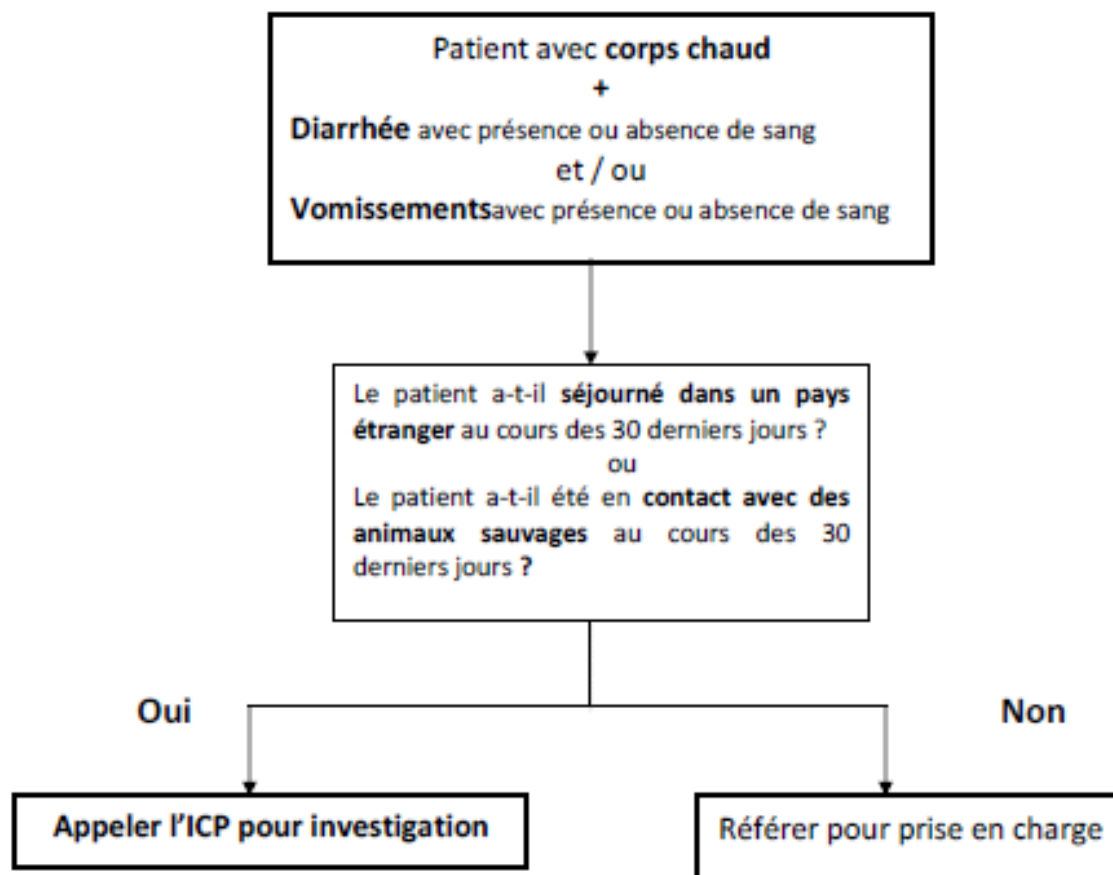 Patient avec corps chaud
+
Diarrhée avec présence ou absence de sang
et / ou
Vomissementsavec présence ou absence de sang
Le patient a-t-il séjourné dans un pays
étranger au cours des 30 derniers jours ?
ou
Le patient a-t-il été en contact avec des
animaux sauvages au cours des 30
derniers jours ?
Oui
Non
Appeler l'ICP pour investigation
Référer pour prise en charge